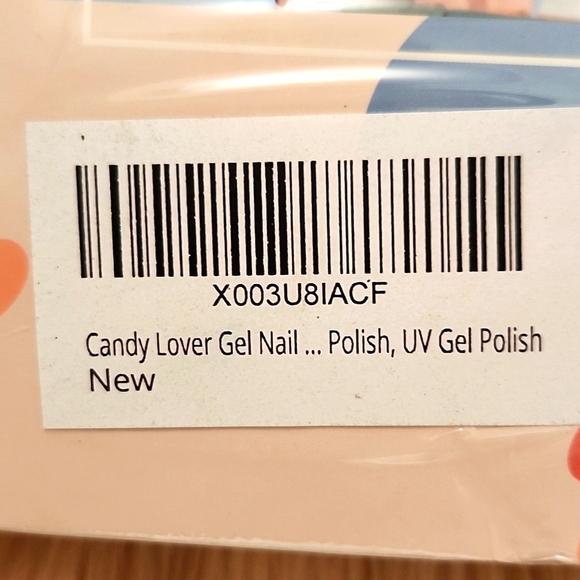 X003U8IACF
Candy Lover Gel Nail ... Polish, UV Gel Polish
New